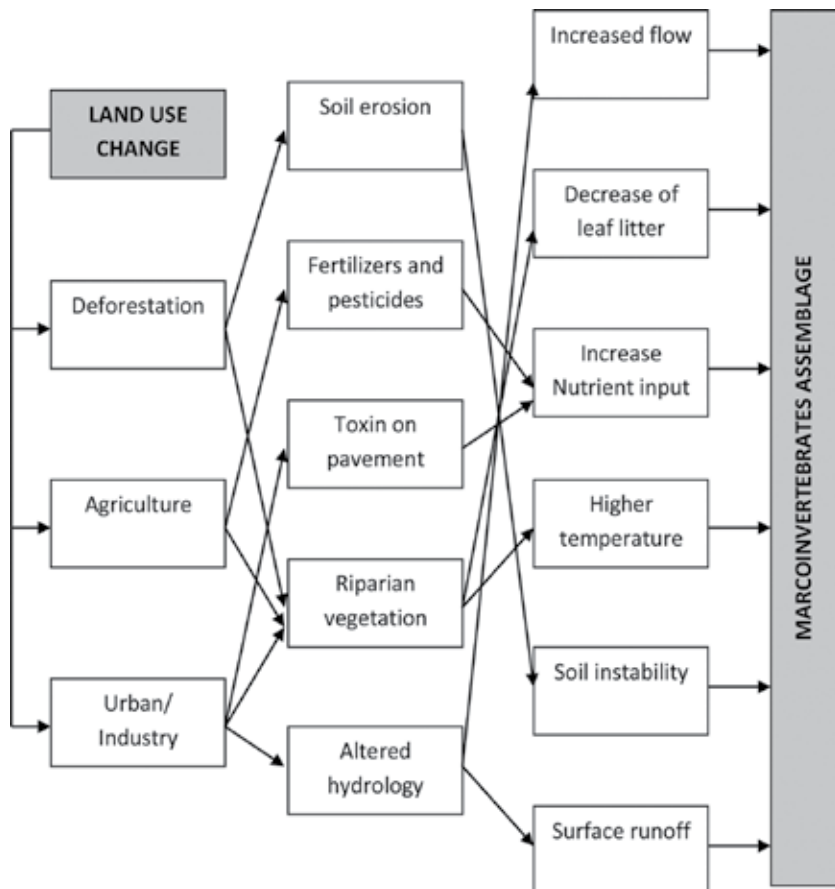 LAND USE
CHANGE
Deforestation
Agriculture
Urban/
Industry
Soil erosion
Fertilizers and
pesticides
Toxin on
pavement
Riparian
vegetation
Altered
hydrology
Increased flow
Decrease of
leaf litter
Increase
Nutrient input
Higher
temperature
Soil instability
Surface runoff
MARCOINVERTEBRATES ASSEMBLAGE